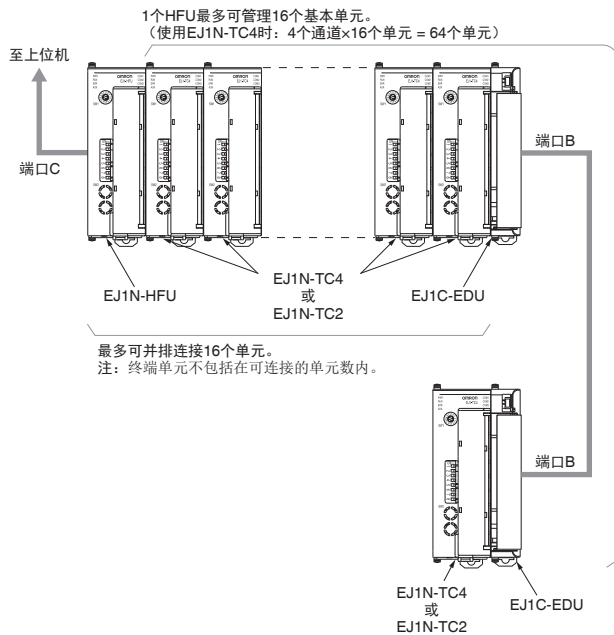 1个HFU最多可管理16个基本单元。
（使用EJ1N-TC4时：4个通道×16个单元 = 64个单元）
至上位机
端口C
端口B
EJ1N-HFU
EJ1N-TC4
或
EJ1N-TC2
EJ1C-EDU
最多可并排连接16个单元。
注：终端单元不包括在可连接的单元数内。
端口B
EJ1N-TC4
或
EJ1N-TC2
EJ1C-EDU